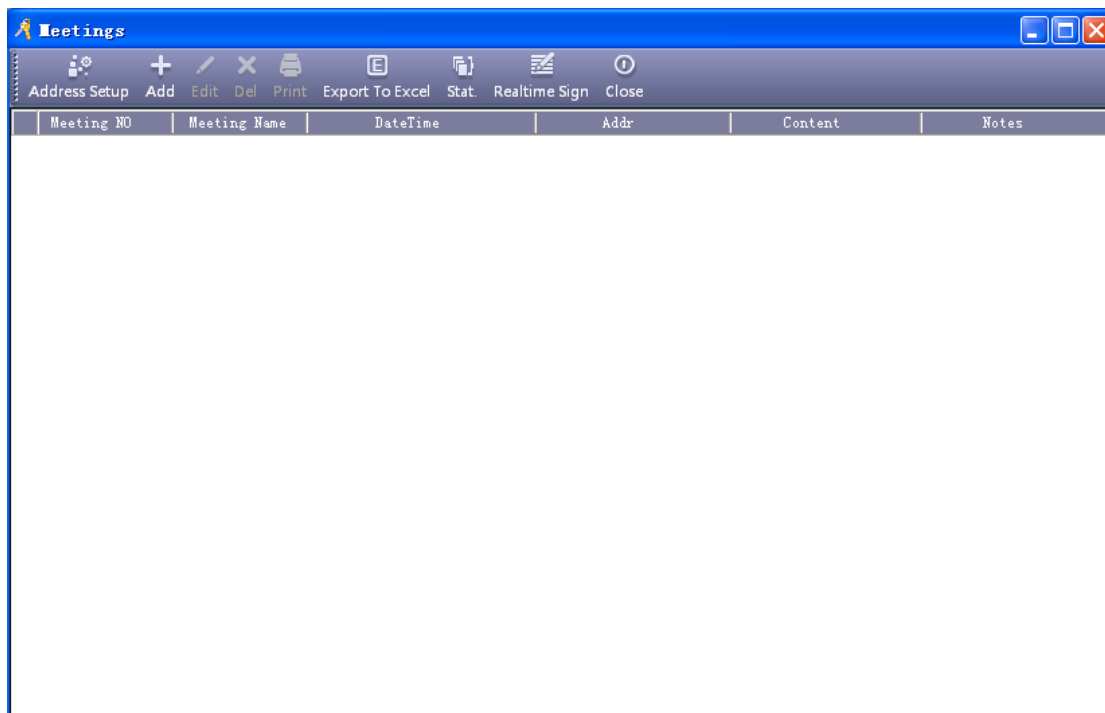 Meetings
Address Setup Add Edit Del Print Export To Excel Stat. Realtime Sign Close
Meeting NO Meeting Name DateTime Addr Content Notes